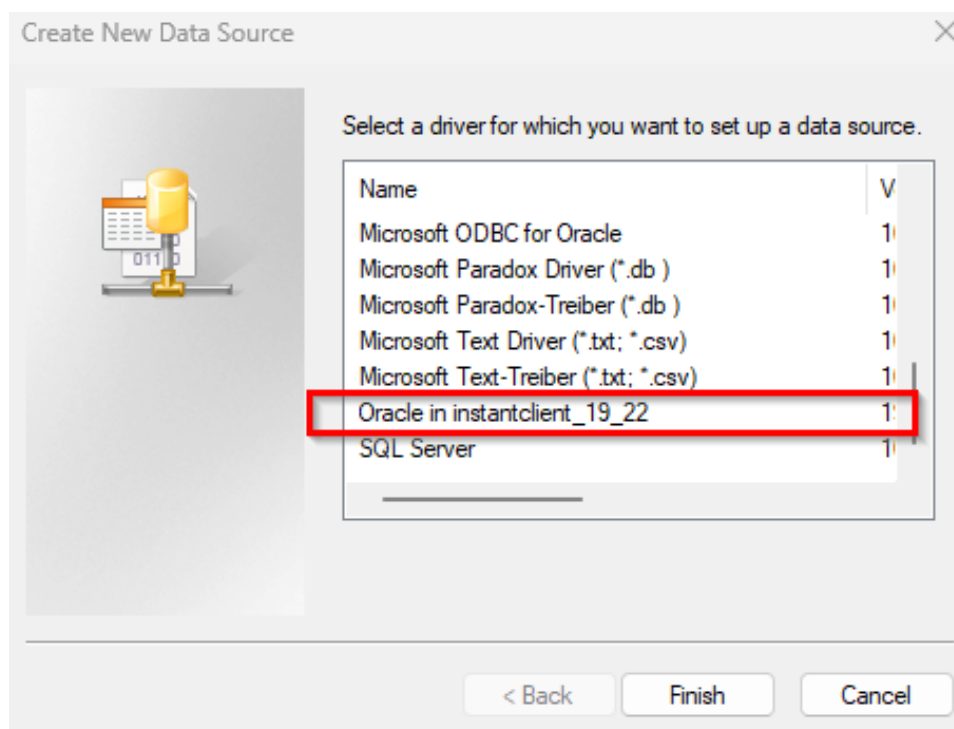 Create New Data Source
Select a driver for which you want to set up a data source.
Name
Microsoft ODBC for Oracle
Microsoft Paradox Driver (*.db )
Microsoft Paradox-Treiber (*.db )
Microsoft Text Driver (*.txt; *.csv)
Microsoft Text-Treiber (*.txt; *.csv)
Oracle in instantclient_19_22
SQL Server
< Back Finish Cancel